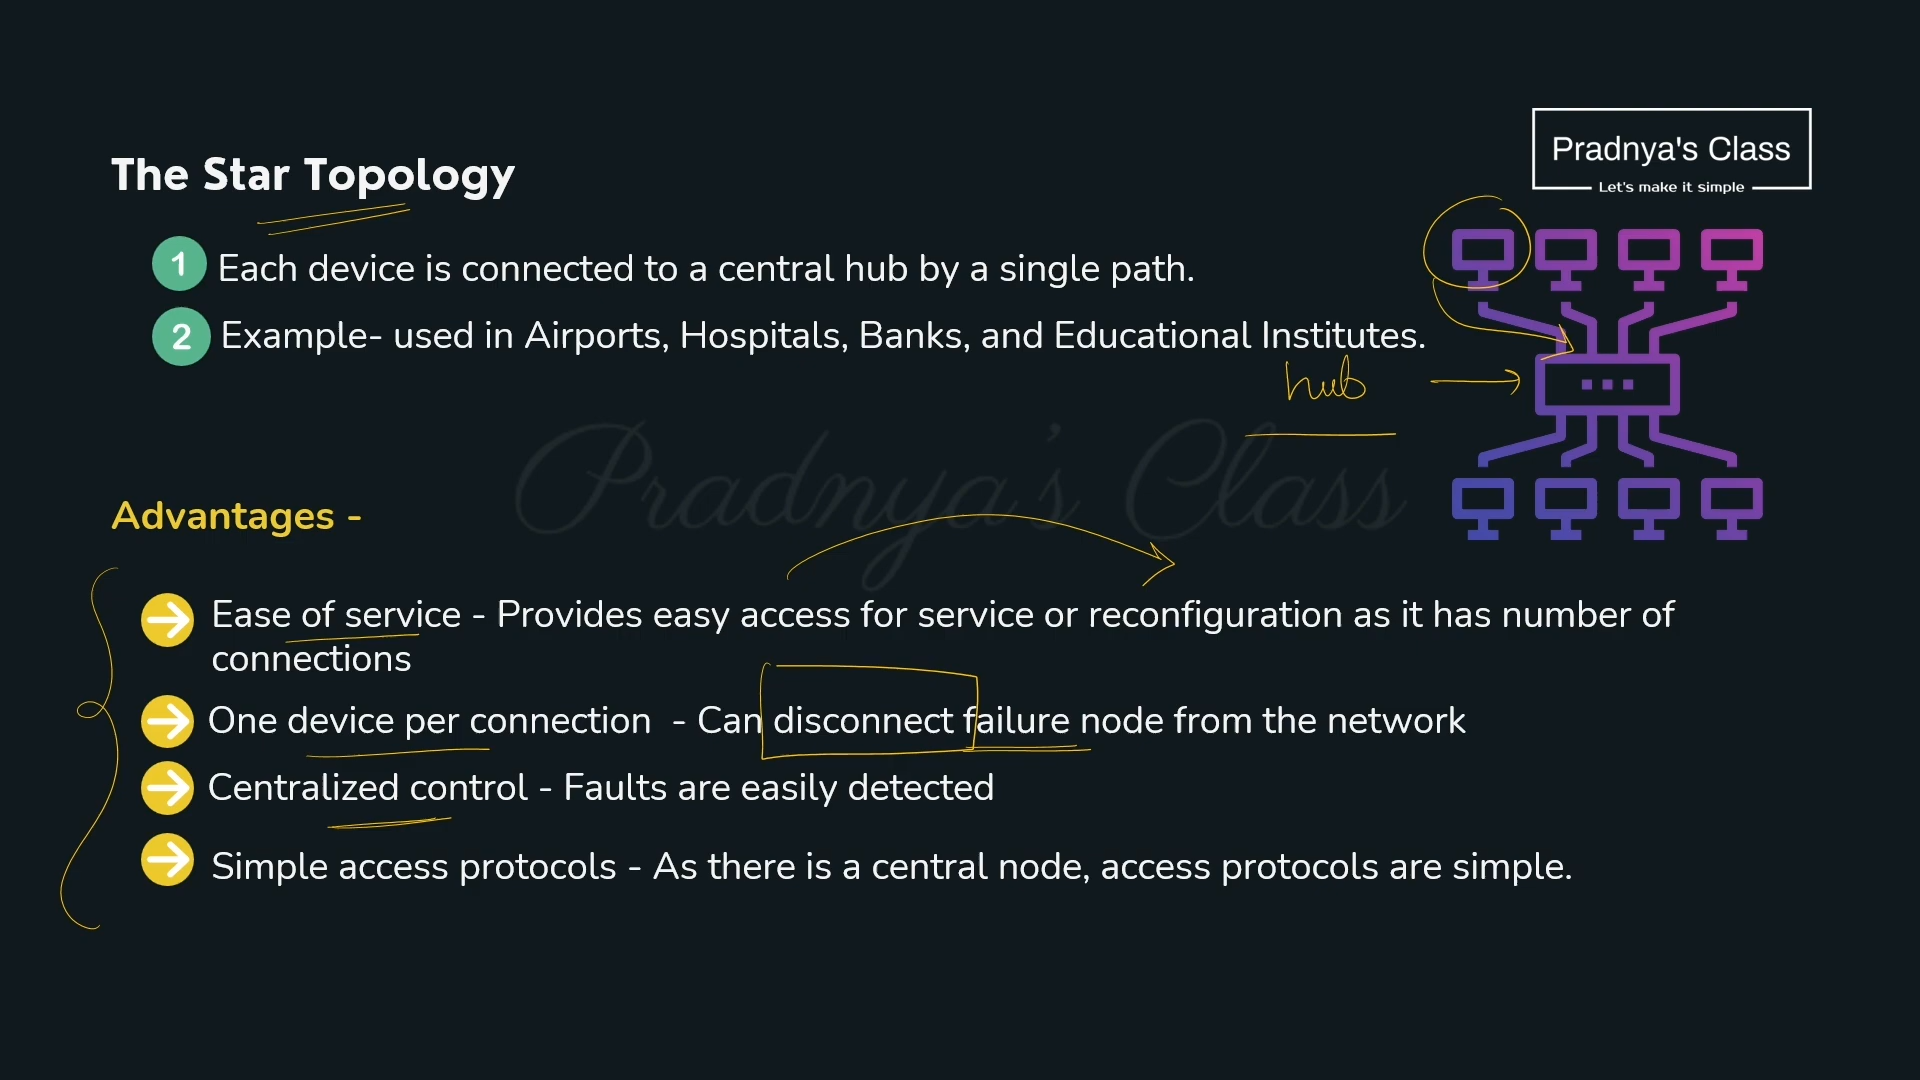 Pradnya's Class
Let's make it simple
The Star Topology
1 Each device is connected to a central hub by a single path.
2 Example- used in Airports, Hospitals, Banks, and Educational Institutes.
hub
Pradnya's Class
Advantages -
Ease of service - Provides easy access for service or reconfiguration as it has number of
connections
One device per connection - Can disconnect failure node from the network
Centralized control - Faults are easily detected
Simple access protocols - As there is a central node, access protocols are simple.